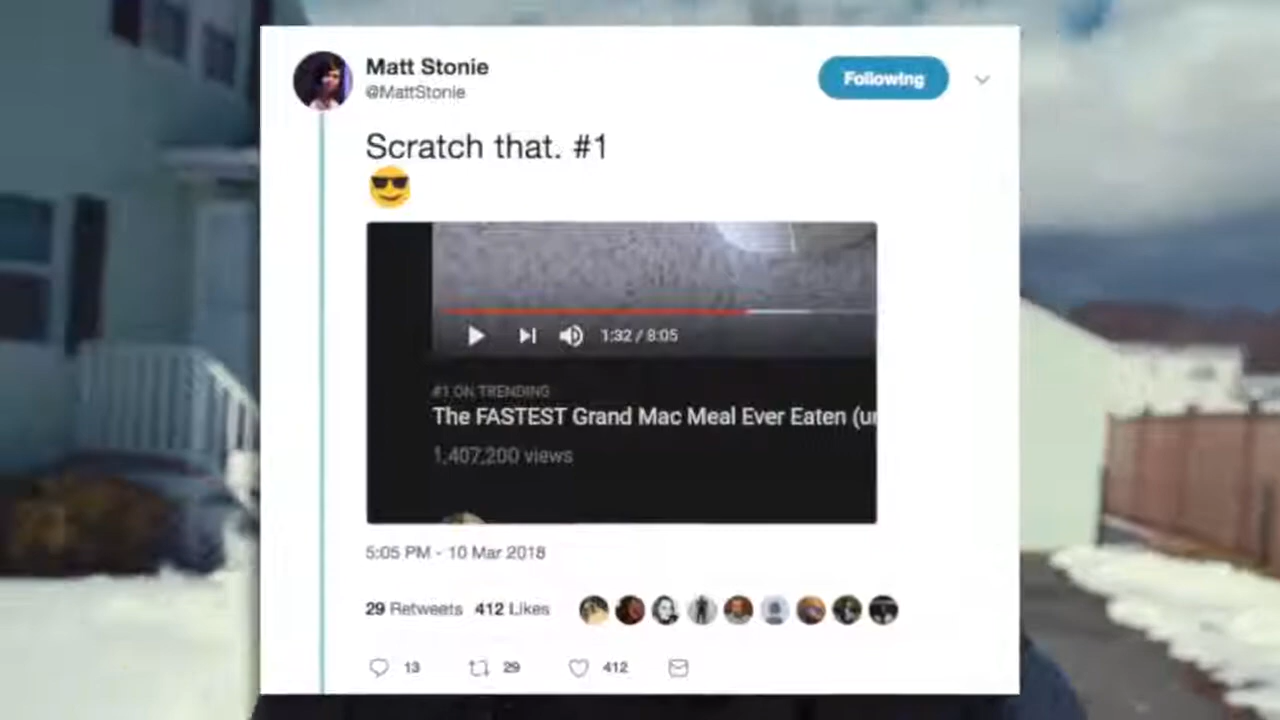 Matt Stonie
@MattStonie
Following
Scratch that. #1
1:32 / 8:05
#1 ON TRENDING
The FASTEST Grand Mac Meal Ever Eaten (u
1,407,200 views
5:05 PM - 10 Mar 2018
29 Retweets 412 Likes
13 29 412